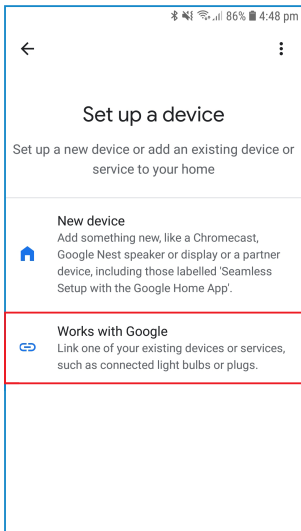 86% 4:48 pm
Set up a device
Set up a new device or add an existing device or
service to your home
New device
Add something new, like a Chromecast,
Google Nest speaker or display or a partner
device, including those labelled 'Seamless
Setup with the Google Home App'.
Works with Google
Link one of your existing devices or services,
such as connected light bulbs or plugs.